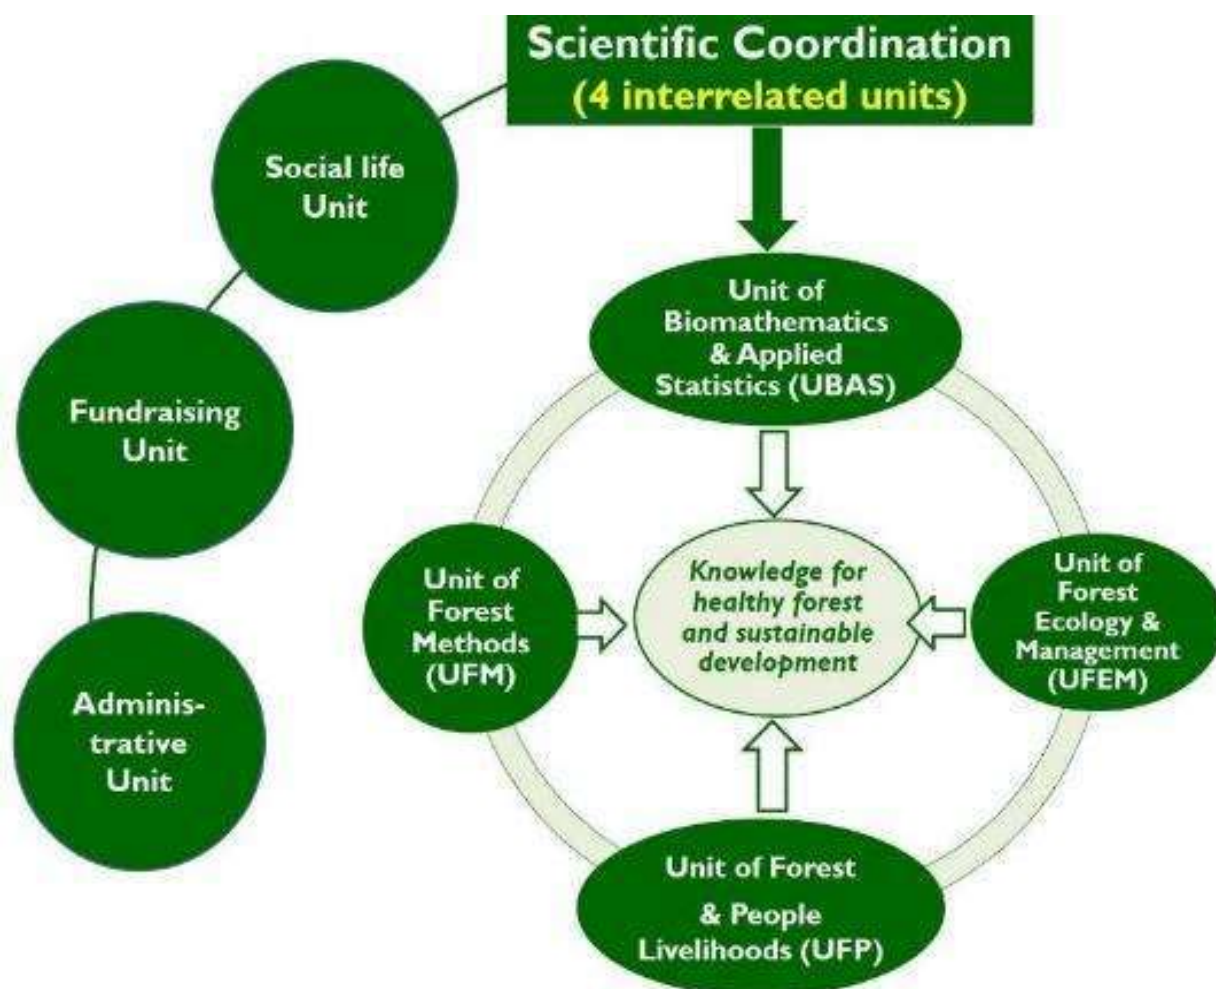 Scientific Coordination
(4 interrelated units)
Social life
Unit
Fundraising
Unit
Adminis-
trative
Unit
Unit of
Biomathematics
& Applied
Statistics (UBAS)
Unit of
Forest
Methods
(UFM)
Knowledge for
healthy forest
and sustainable
development
Unit of
Forest
Ecology &
Management
(UFEM)
Unit of Forest
& People
Livelihoods (UFP)